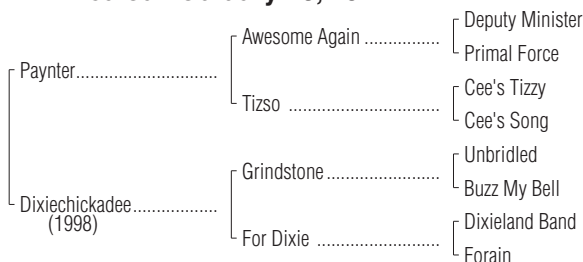 Deputy Minister
Awesome Again ................
Primal Force
Paynter...............................
Cee's Tizzy
Tizso ................................
Cee's Song
Unbridled
Grindstone ........................
Buzz My Bell
Dixiechickadee..................
(1998)
Dixieland Band
For Dixie ..........................
Forain